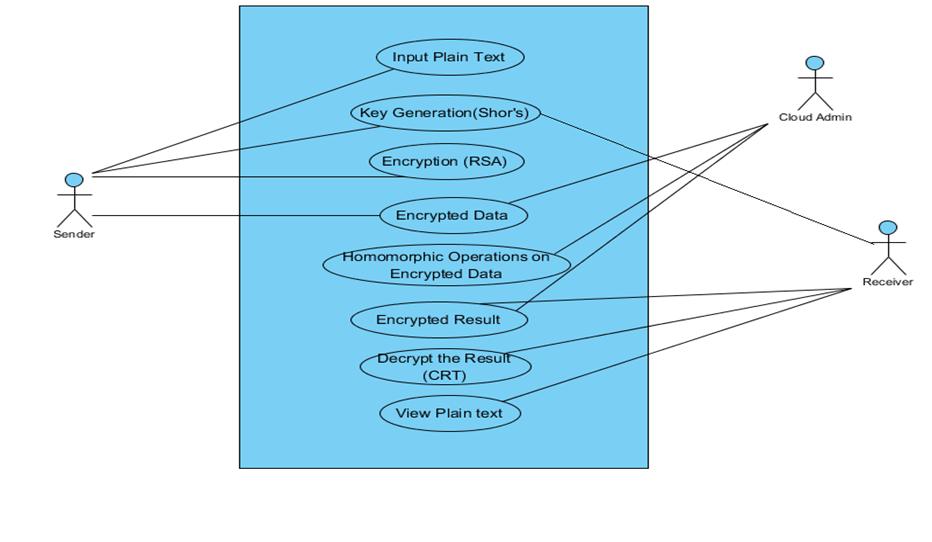 Input Plain Text
Key Generation(Shor's)
Encryption (RSA)
Encrypted Data
Homomorphic Operations on
Encrypted Data
Encrypted Result
Decrypt the Result
(CRT)
View Plain text
Sender
Cloud Admin
Receiver